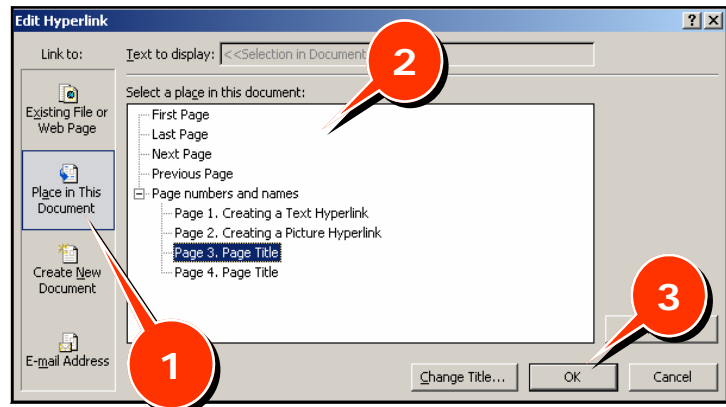 Edit Hyperlink
Link to:
Text to display: <<Selection in Document
2
Existing File or
Web Page
Place in This
Document
Create New
Document
E-mail Address
Select a place in this document:
First Page
Last Page
Next Page
Previous Page
Page numbers and names
Page 1. Creating a Text Hyperlink
Page 2. Creating a Picture Hyperlink
Page 3. Page Title
Page 4. Page Title
3
1
Change Title...
OK
Cancel